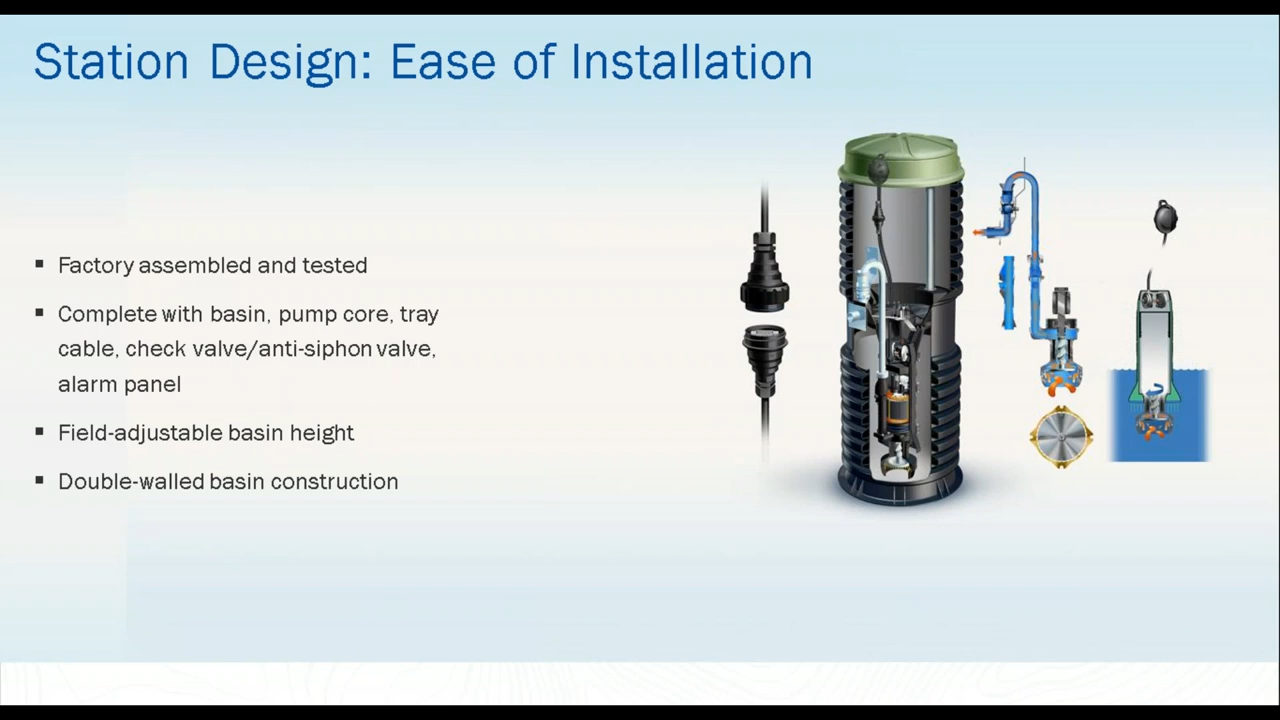 Station Design: Ease of Installation
▪ Factory assembled and tested
▪ Complete with basin, pump core, tray
cable, check valve/anti-siphon valve,
alarm panel
▪ Field-adjustable basin height
▪ Double-walled basin construction